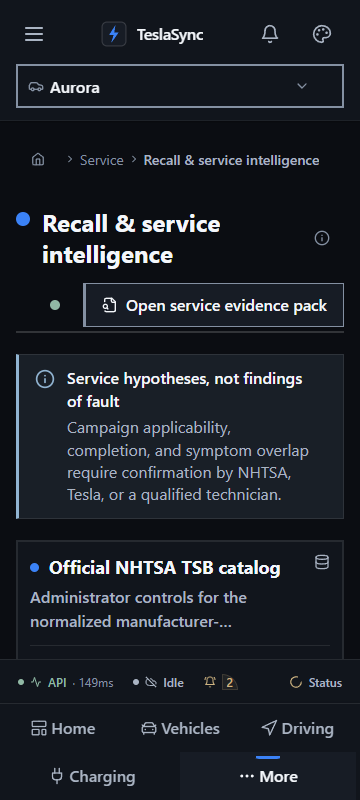 TeslaSync
Aurora
Service
Recall & service intelligence
Recall & service
intelligence
Open service evidence pack
Service hypotheses, not findings
of fault
Campaign applicability,
completion, and symptom overlap
require confirmation by NHTSA,
Tesla, or a qualified technician.
Official NHTSA TSB catalog
Administrator controls for the
normalized manufacturer-...
API · 149ms
Idle
2
Status
Home
Vehicles
Driving
Charging
More